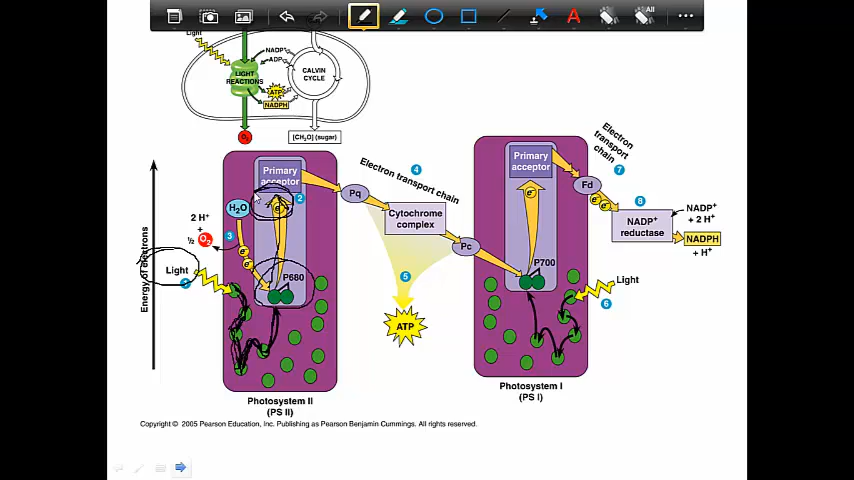 A
All
Light
NADP⁺
ADP
LIGHT
REACTIONS
CALVIN
CYCLE
ATP
NADPH
O₂
[CH₂O] (sugar)
Energy of electrons
Primary
acceptor
2
H₂O
e⁻
2 H⁺
+
½ O₂
3
e⁻
e⁻
Light
1
P680
Photosystem II
(PS II)
Electron transport chain
4
Pq
Cytochrome
complex
Pc
5
ATP
Primary
acceptor
e⁻
P700
Light
6
Photosystem I
(PS I)
Electron
transport
chain
7
Fd
e⁻
e⁻
8
NADP⁺
reductase
NADP⁺
+ 2 H⁺
NADPH
+ H⁺
Copyright © 2005 Pearson Education, Inc. Publishing as Pearson Benjamin Cummings. All rights reserved.